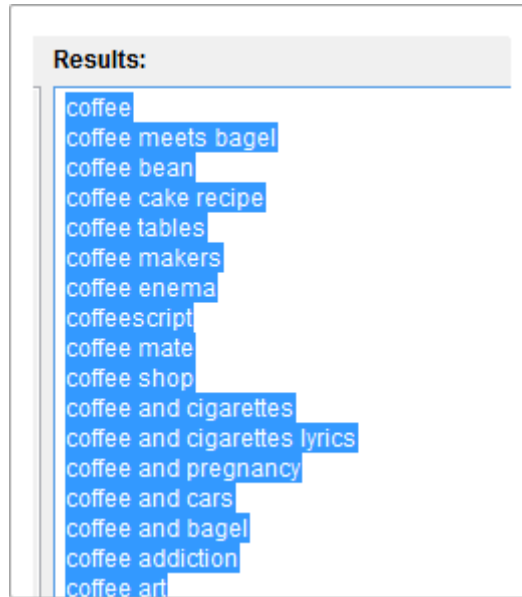 Results:
coffee
coffee meets bagel
coffee bean
coffee cake recipe
coffee tables
coffee makers
coffee enema
coffeescript
coffee mate
coffee shop
coffee and cigarettes
coffee and cigarettes lyrics
coffee and pregnancy
coffee and cars
coffee and bagel
coffee addiction
coffee art